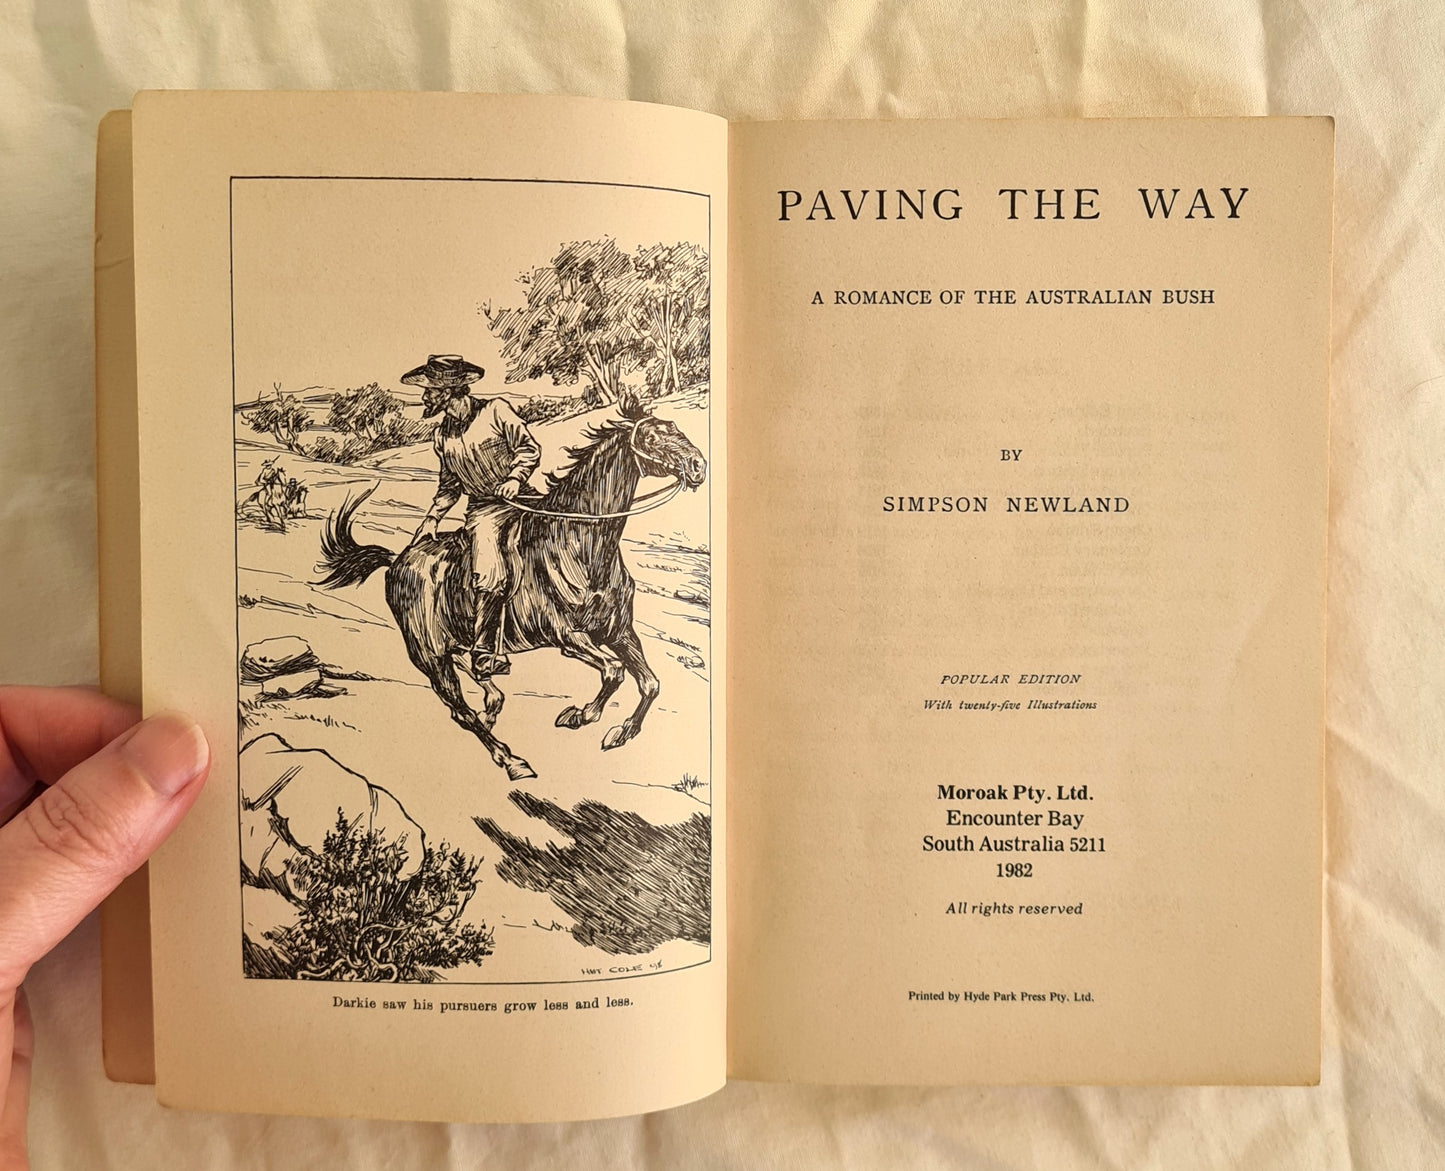 Darkie saw his pursuers grow less and less.
PAVING THE WAY
A ROMANCE OF THE AUSTRALIAN BUSH
BY
SIMPSON NEWLAND
POPULAR EDITION
With twenty-five Illustrations
Moroak Pty. Ltd.
Encounter Bay
South Australia 5211
1982
All rights reserved
Printed by Hyde Park Press Pty. Ltd.